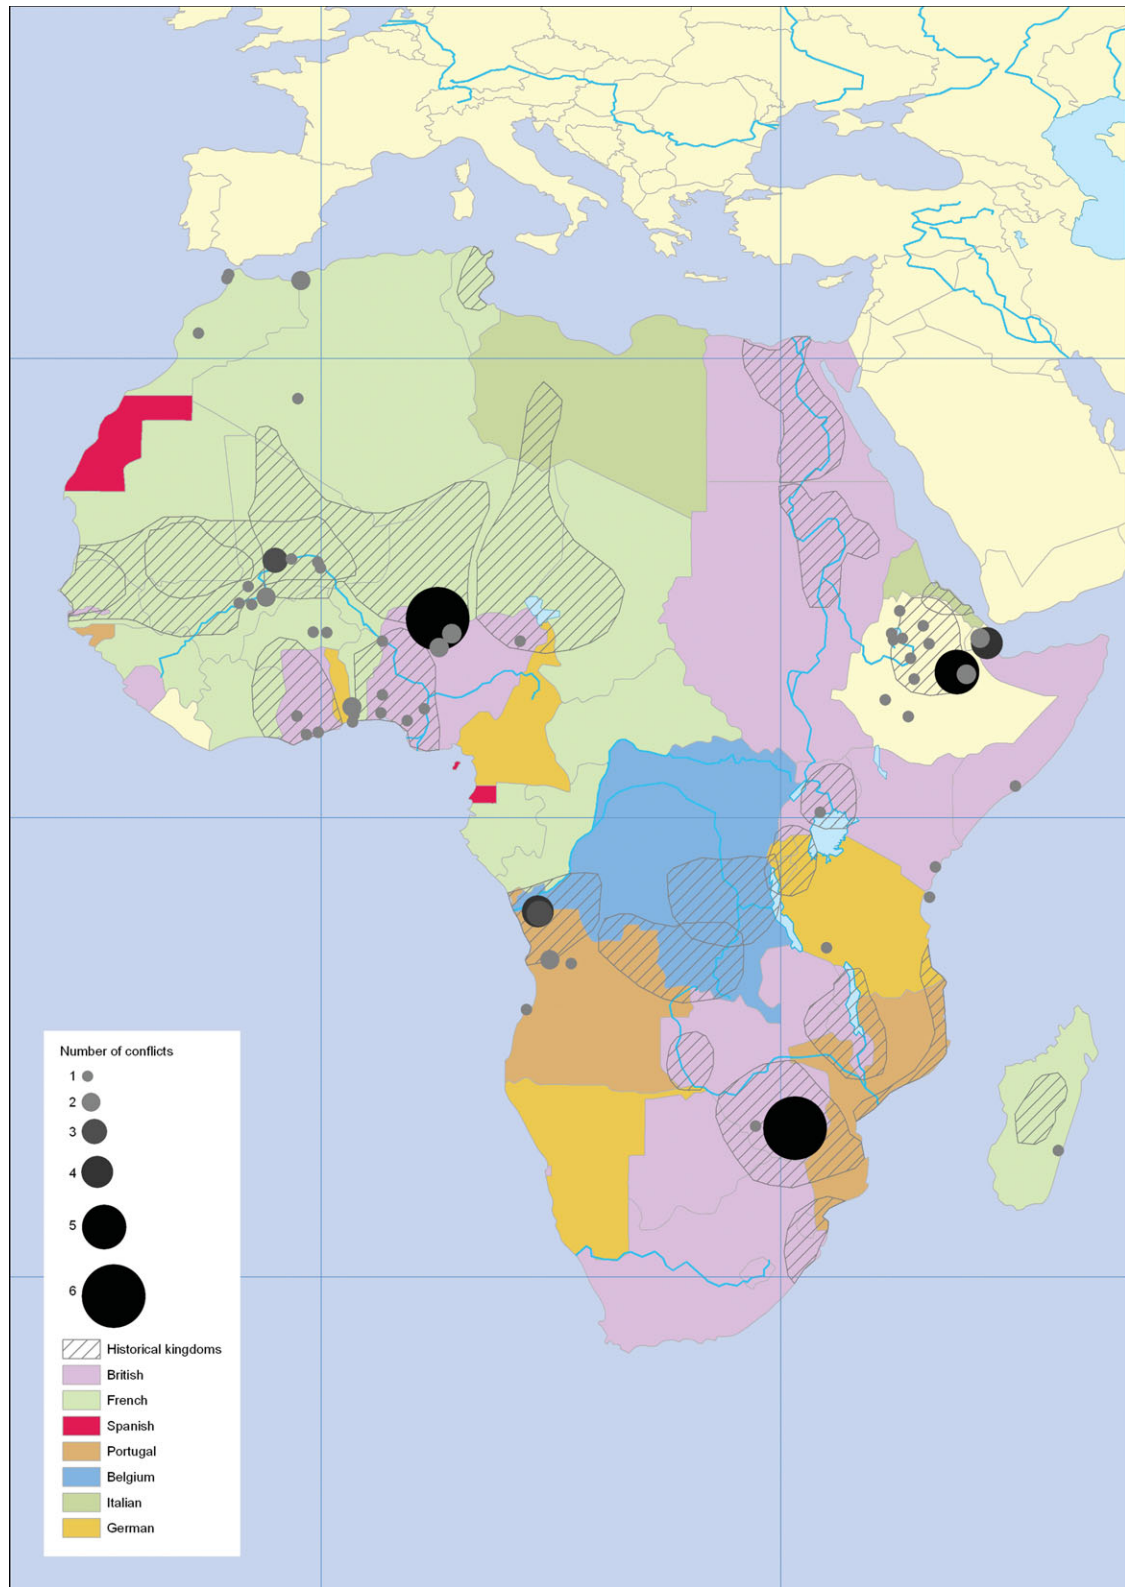 Number of conflicts
1
2
3
4
5
6
Historical kingdoms
British
French
Spanish
Portugal
Belgium
Italian
German